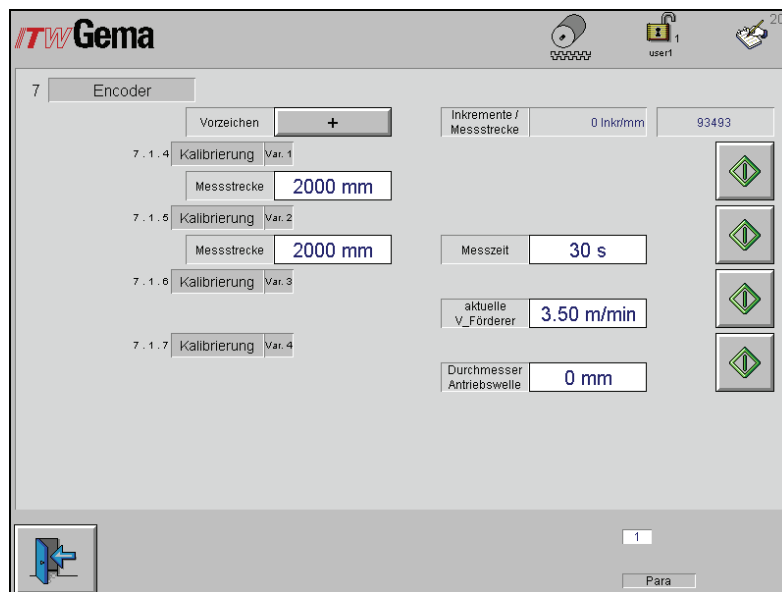 ITWGema
1
user1
20
7 Encoder
Vorzeichen +
Inkremente /
Messstrecke
0 Inkr/mm 93493
7.1.4 Kalibrierung Var. 1
Messstrecke 2000 mm
7.1.5 Kalibrierung Var. 2
Messstrecke 2000 mm
Messzeit 30 s
7.1.6 Kalibrierung Var. 3
aktuelle
V_Förderer
3.50 m/min
7.1.7 Kalibrierung Var. 4
Durchmesser
Antriebswelle
0 mm
1
Para